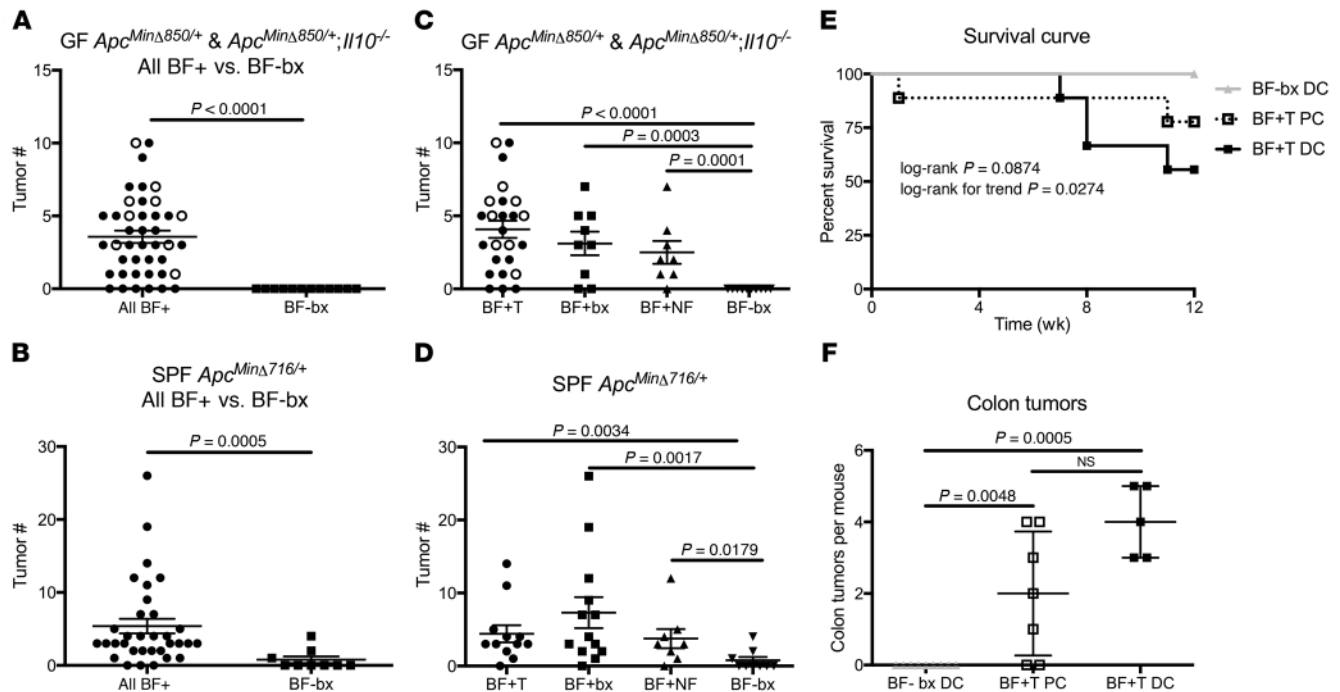 A
GF ApcMinΔ850/+ & ApcMinΔ850/+;Il10-/-
All BF+ vs. BF-bx
P < 0.0001
15
10
5
0
Tumor #
All BF+
BF-bx
B
SPF ApcMinΔ716/+
All BF+ vs. BF-bx
P = 0.0005
30
20
10
0
Tumor #
All BF+
BF-bx
C
GF ApcMinΔ850/+ & ApcMinΔ850/+;Il10-/-
P < 0.0001
P = 0.0003
P = 0.0001
15
10
5
0
Tumor #
BF+T
BF+bx
BF+NF
BF-bx
D
SPF ApcMinΔ716/+
P = 0.0034
P = 0.0017
P = 0.0179
30
20
10
0
Tumor #
BF+T
BF+bx
BF+NF
BF-bx
E
Survival curve
100
75
50
25
0
Percent survival
log-rank P = 0.0874
log-rank for trend P = 0.0274
0
4
8
12
Time (wk)
BF-bx DC
BF+T PC
BF+T DC
F
Colon tumors
P = 0.0005
NS
P = 0.0048
6
4
2
0
Colon tumors per mouse
BF- bx DC
BF+T PC
BF+T DC